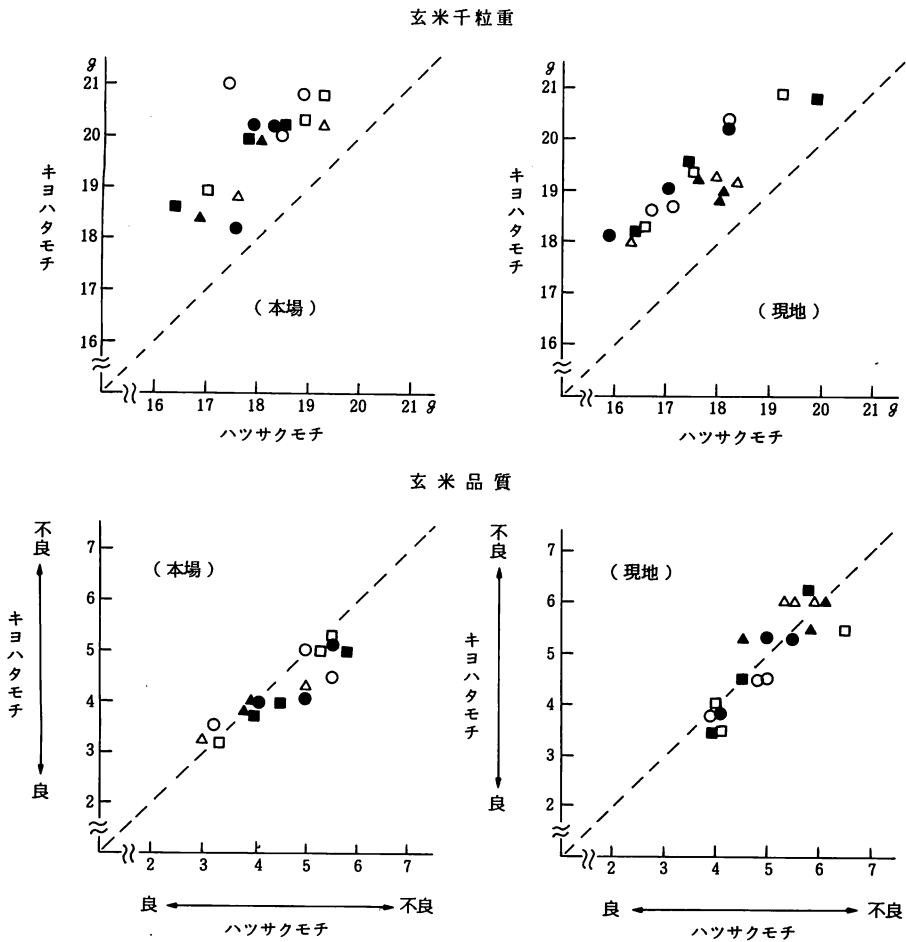 玄米千粒重
g
21
20
19
18
17
16
キヨハタモチ
(本場)
16 17 18 19 20 21 g
ハツサクモチ
g
21
20
19
18
17
16
キヨハタモチ
(現地)
16 17 18 19 20 21 g
ハツサクモチ
玄米品質
不良
キヨハタモチ
良
7
6
5
4
3
2
(本場)
2 3 4 5 6 7
良 不良
ハツサクモチ
不良
キヨハタモチ
良
7
6
5
4
3
2
(現地)
2 3 4 5 6 7
良 不良
ハツサクモチ